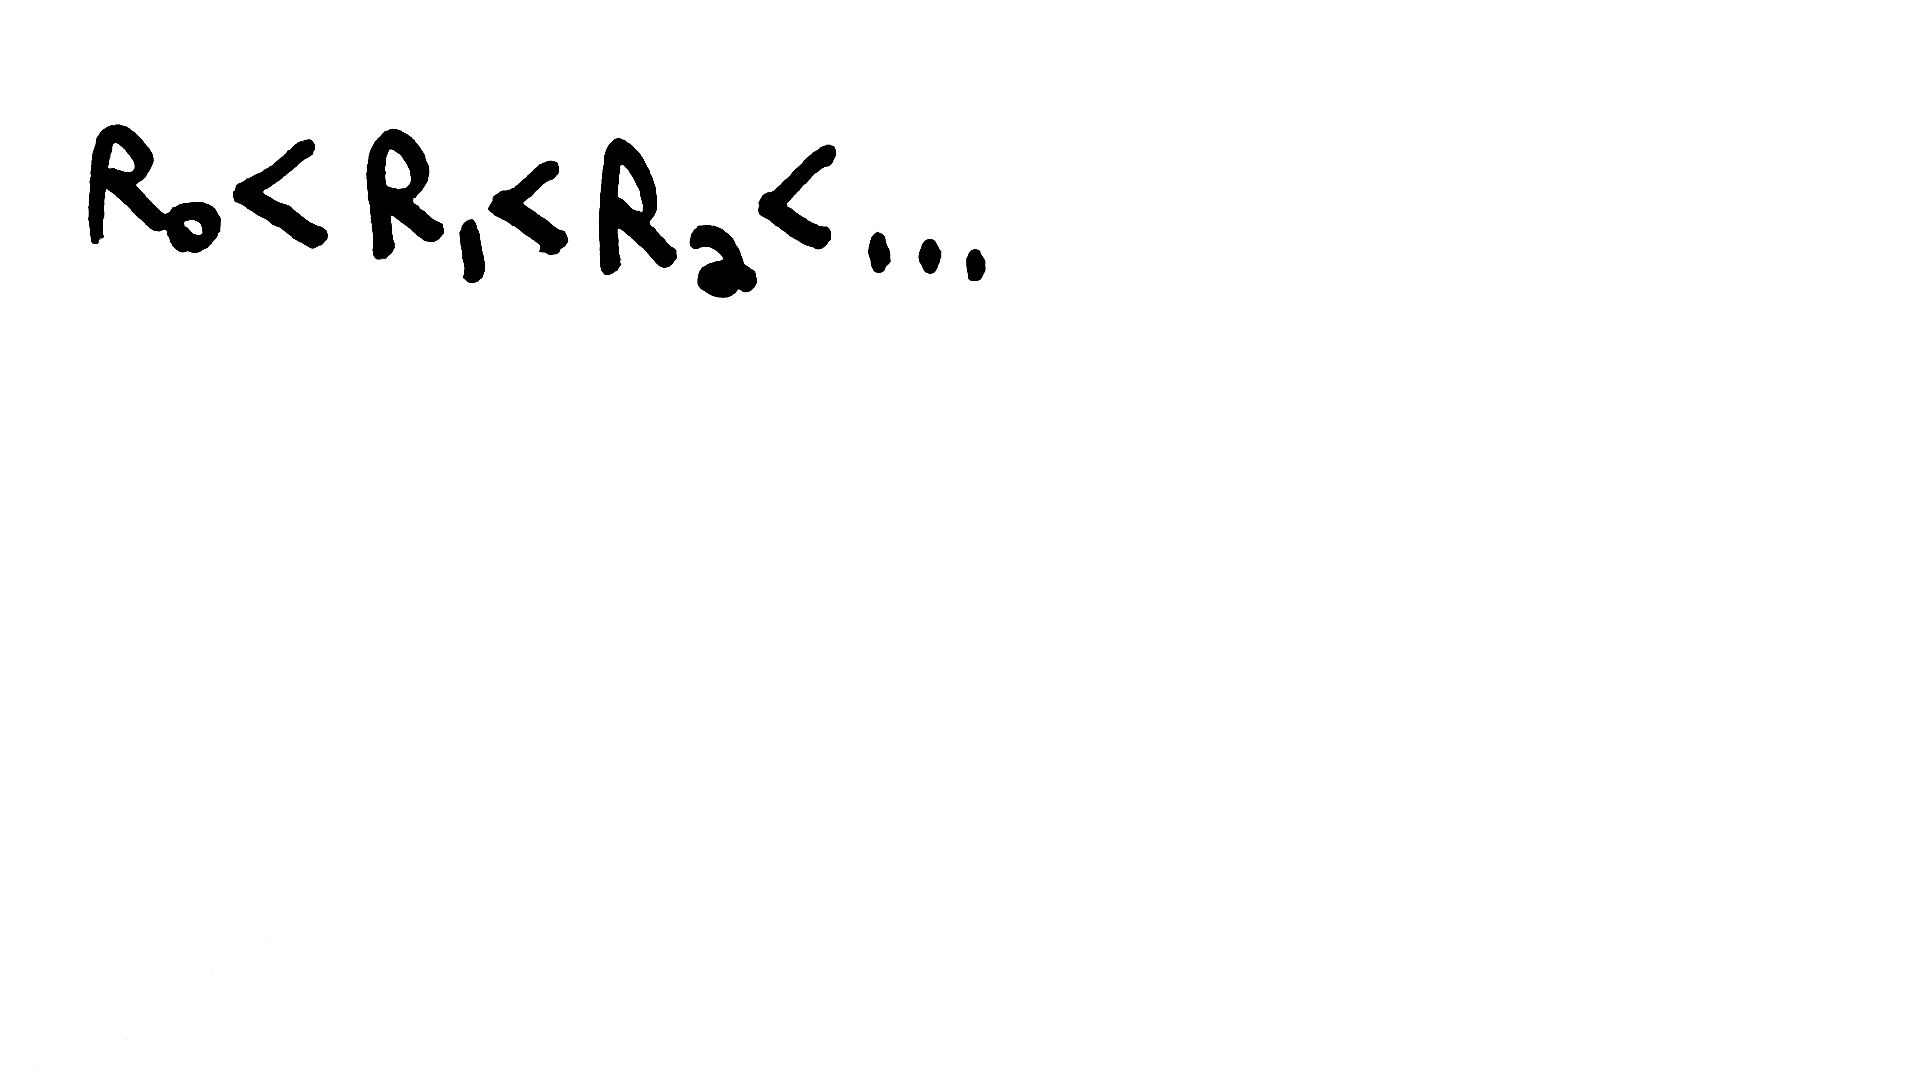 R₀ < R₁ < R₂ < ...